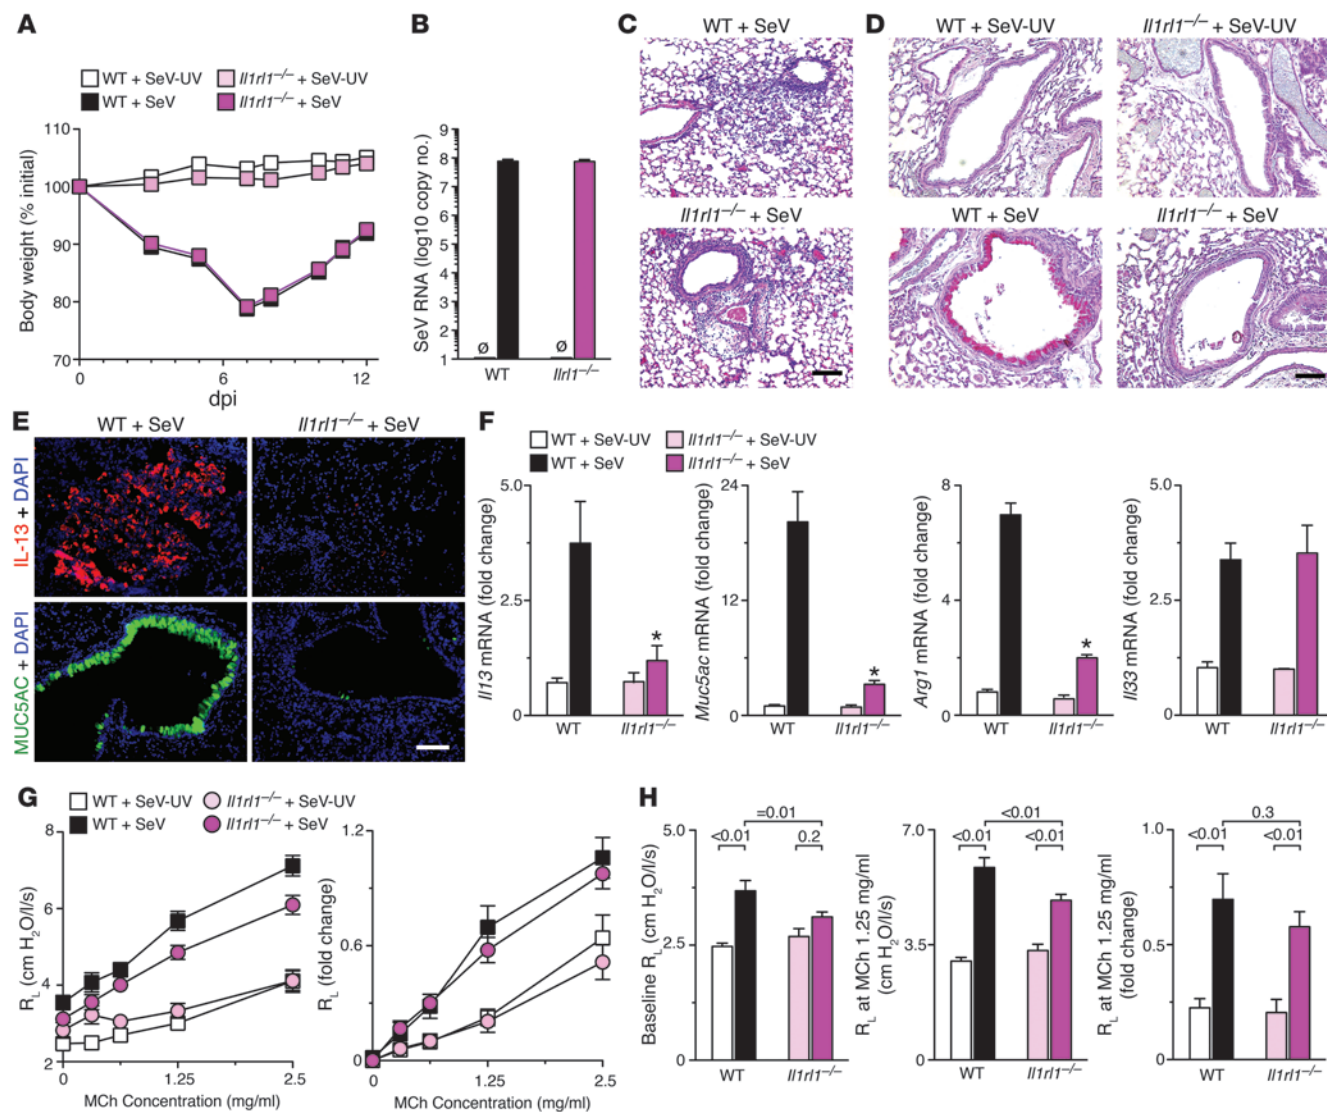 A
WT + SeV-UV
Il1rl1–/– + SeV-UV
WT + SeV
Il1rl1–/– + SeV
Body weight (% initial)
110
100
90
80
70
0
6
12
dpi
B
SeV RNA (log10 copy no.)
9
8
7
6
5
4
3
2
1
ø
ø
WT
Ilrl1–/–
C
WT + SeV
Il1rl1–/– + SeV
D
WT + SeV-UV
Il1rl1–/– + SeV-UV
WT + SeV
Il1rl1–/– + SeV
E
WT + SeV
Il1rl1–/– + SeV
IL-13 + DAPI
MUC5AC + DAPI
F
WT + SeV-UV
Il1rl1–/– + SeV-UV
WT + SeV
Il1rl1–/– + SeV
Il13 mRNA (fold change)
5.0
2.5
0
*
WT
Il1rl1–/–
Muc5ac mRNA (fold change)
24
12
0
*
WT
Il1rl1–/–
Arg1 mRNA (fold change)
8
4
0
*
WT
Il1rl1–/–
Il33 mRNA (fold change)
5.0
2.5
0
WT
Il1rl1–/–
G
WT + SeV-UV
Il1rl1–/– + SeV-UV
WT + SeV
Il1rl1–/– + SeV
RL (cm H2O/l/s)
8
6
4
2
0
1.25
2.5
MCh Concentration (mg/ml)
RL (fold change)
1.2
0.6
0
0
1.25
2.5
MCh Concentration (mg/ml)
H
Baseline RL (cm H2O/l/s)
5.0
2.5
0
=0.01
<0.01
0.2
WT
Il1rl1–/–
RL at MCh 1.25 mg/ml
(cm H2O/l/s)
7.0
3.5
0
<0.01
<0.01
<0.01
WT
Il1rl1–/–
RL at MCh 1.25 mg/ml
(fold change)
1.0
0.5
0
0.3
<0.01
<0.01
WT
Il1rl1–/–